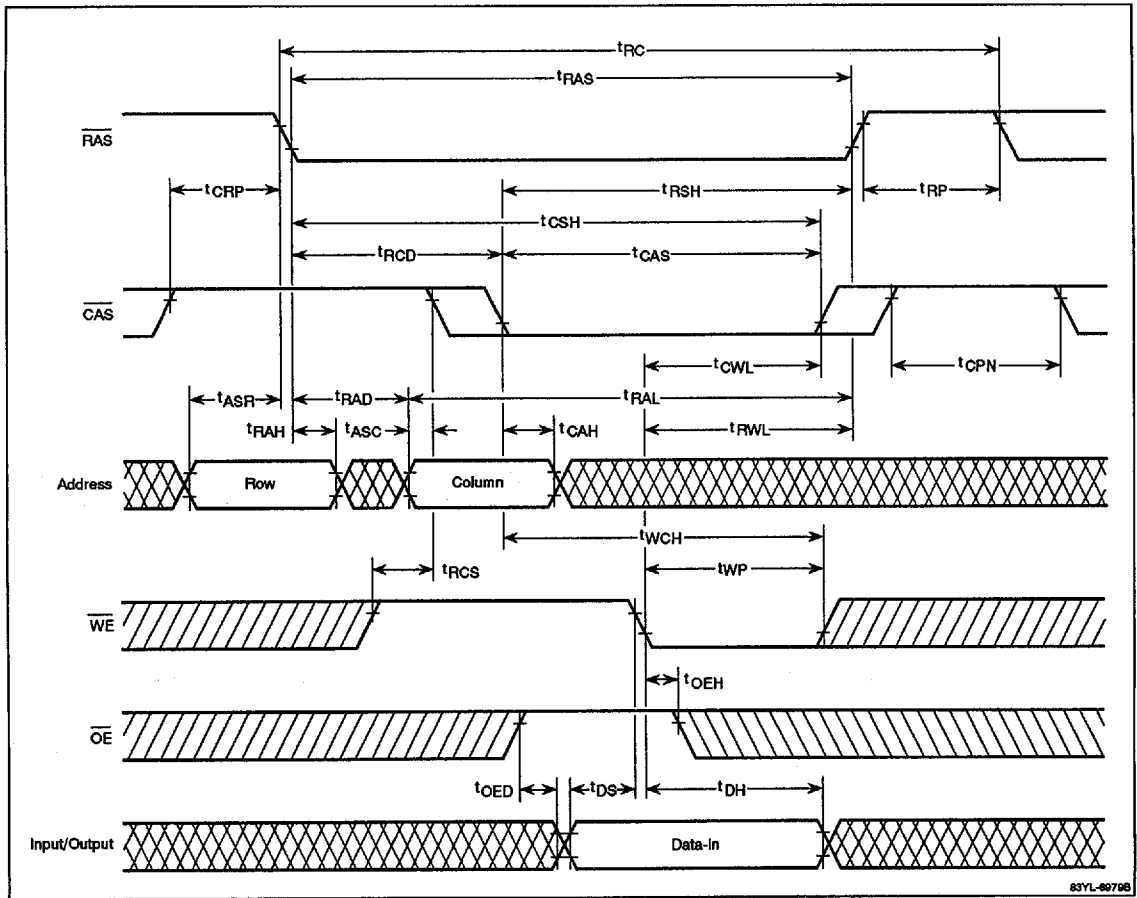 tRC
tRAS
RAS
tCRP
tRSH
tRP
tCSH
tRCD
tCAS
CAS
tCWL
tCPN
tASR
tRAD
tRAL
tRAH
tASC
tCAH
tRWL
Address
Row
Column
tWCH
tRCS
tWP
WE
tOEH
OE
tOED
tDS
tDH
Input/Output
Data-In
83YL-6979B